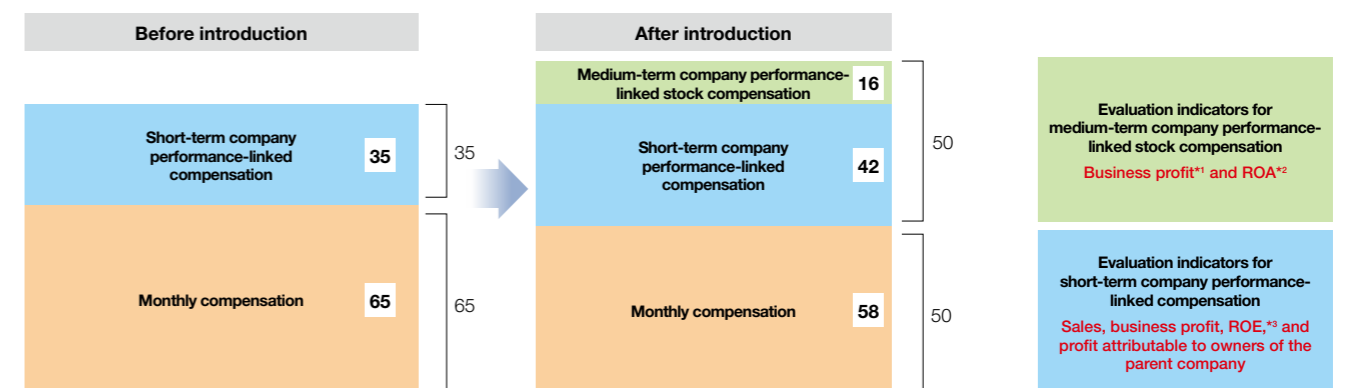 Before introduction
Short-term company
performance-linked
compensation
35
35
Monthly compensation
65
65
After introduction
Medium-term company performance-
linked stock compensation
16
Short-term company
performance-linked
compensation
42
50
Monthly compensation
58
50
Evaluation indicators for
medium-term company performance-
linked stock compensation
Business profit*1 and ROA*2
Evaluation indicators for
short-term company performance-
linked compensation
Sales, business profit, ROE,*3 and
profit attributable to owners of the
parent company